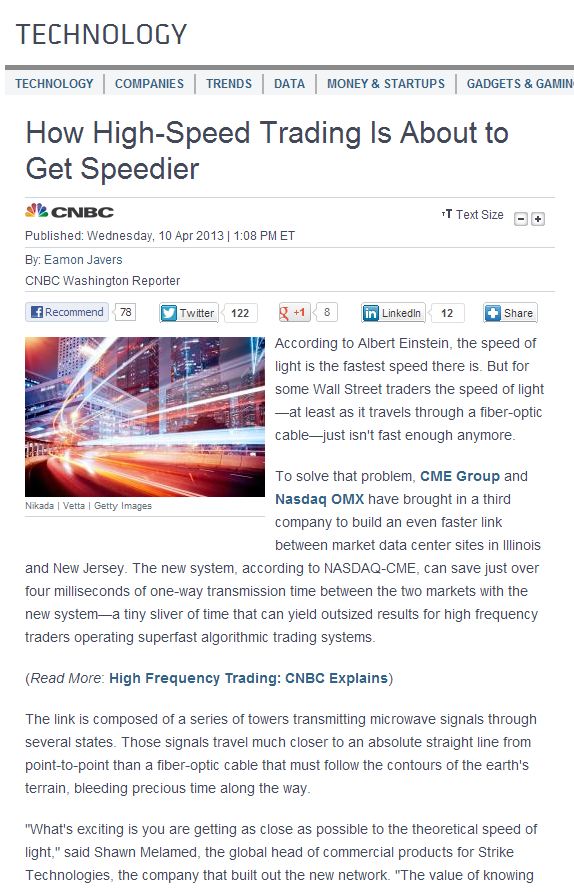 TECHNOLOGY
TECHNOLOGY
COMPANIES
TRENDS
DATA
MONEY & STARTUPS
GADGETS & GAMIN
How High-Speed Trading Is About to
Get Speedier
CNBC
Text Size
Published: Wednesday, 10 Apr 2013 | 1:08 PM ET
By: Eamon Javers
CNBC Washington Reporter
Recommend 78
Twitter 122
+1 8
LinkedIn 12
Share
According to Albert Einstein, the speed of
light is the fastest speed there is. But for
some Wall Street traders the speed of light
—at least as it travels through a fiber-optic
cable—just isn't fast enough anymore.
To solve that problem, CME Group and
Nasdaq OMX have brought in a third
Nikada | Vetta | Getty Images
company to build an even faster link
between market data center sites in Illinois
and New Jersey. The new system, according to NASDAQ-CME, can save just over
four milliseconds of one-way transmission time between the two markets with the
new system—a tiny sliver of time that can yield outsized results for high frequency
traders operating superfast algorithmic trading systems.
(Read More: High Frequency Trading: CNBC Explains)
The link is composed of a series of towers transmitting microwave signals through
several states. Those signals travel much closer to an absolute straight line from
point-to-point than a fiber-optic cable that must follow the contours of the earth's
terrain, bleeding precious time along the way.
"What's exciting is you are getting as close as possible to the theoretical speed of
light," said Shawn Melamed, the global head of commercial products for Strike
Technologies, the company that built out the new network. "The value of knowing